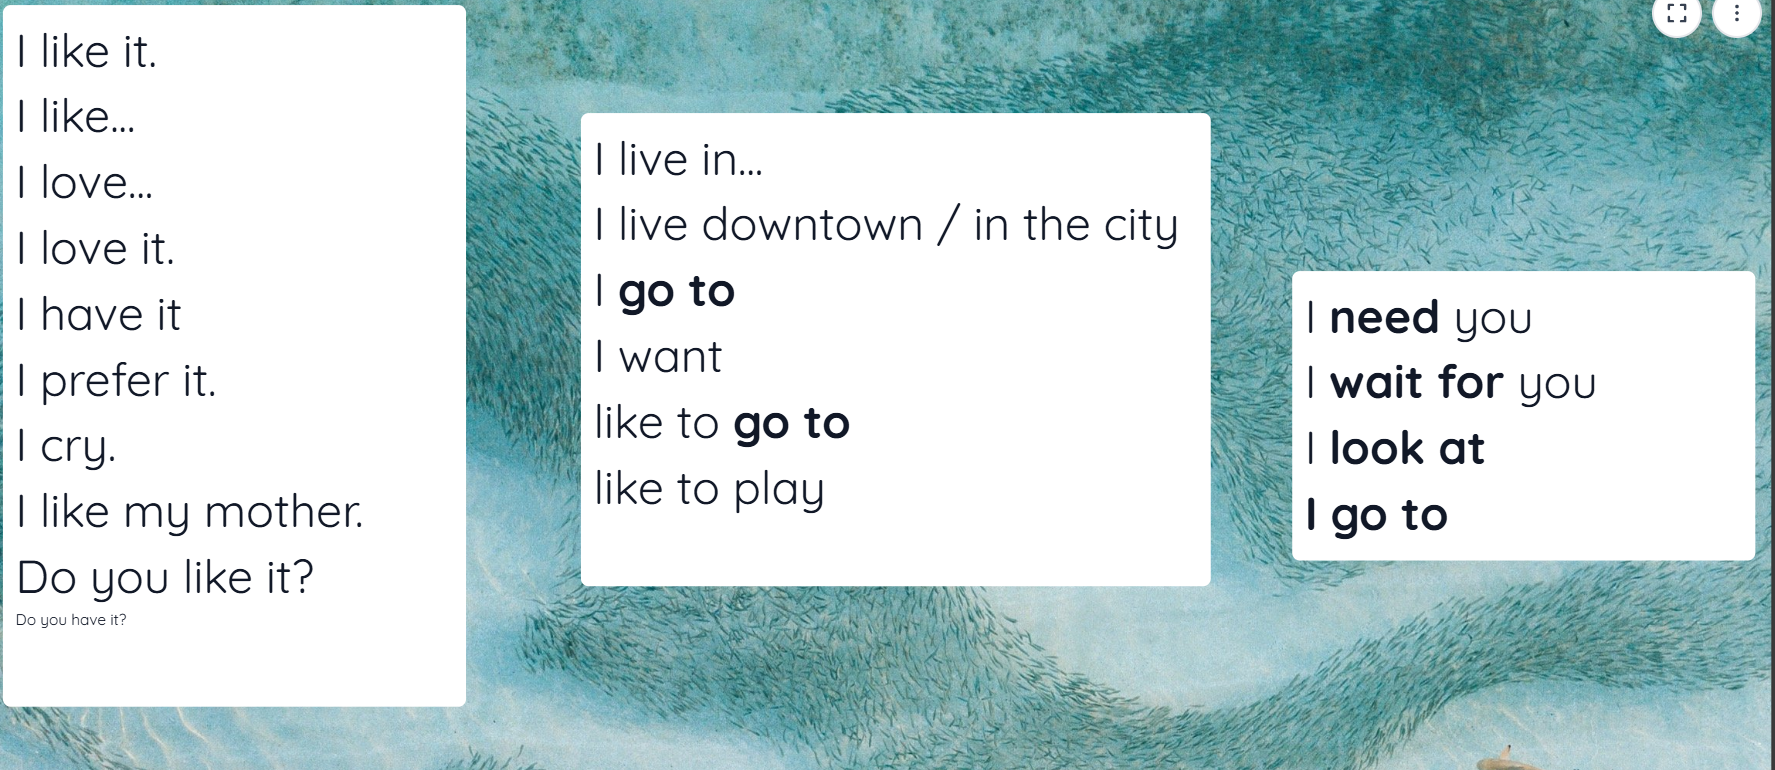 I like it.
I like...
I love...
I love it.
I have it
I prefer it.
I cry.
I like my mother.
Do you like it?
Do you have it?
I live in...
I live downtown / in the city
I go to
I want
like to go to
like to play
I need you
I wait for you
I look at
I go to